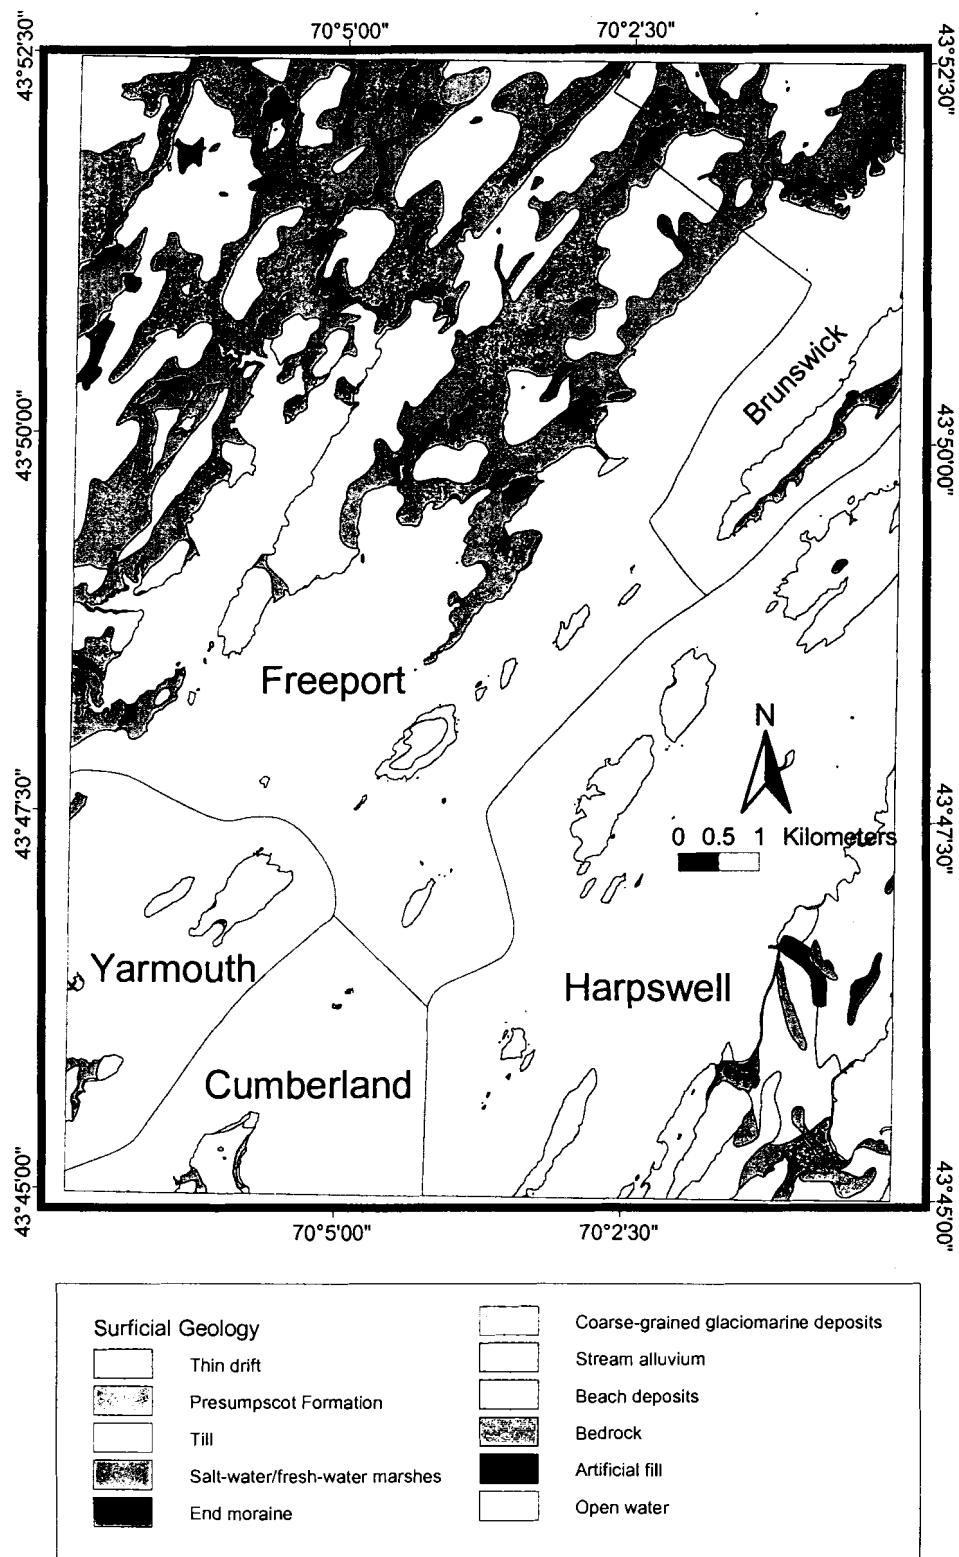 70°5'00"
70°2'30"
43°52'30"
43°52'30"
Brunswick
43°50'00"
43°50'00"
Freeport
N
43°47'30"
43°47'30"
0 0.5 1 Kilometers
Yarmouth
Harpswell
Cumberland
43°45'00"
43°45'00"
70°5'00"
70°2'30"
Surficial Geology
Thin drift
Presumpscot Formation
Till
Salt-water/fresh-water marshes
End moraine
Coarse-grained glaciomarine deposits
Stream alluvium
Beach deposits
Bedrock
Artificial fill
Open water